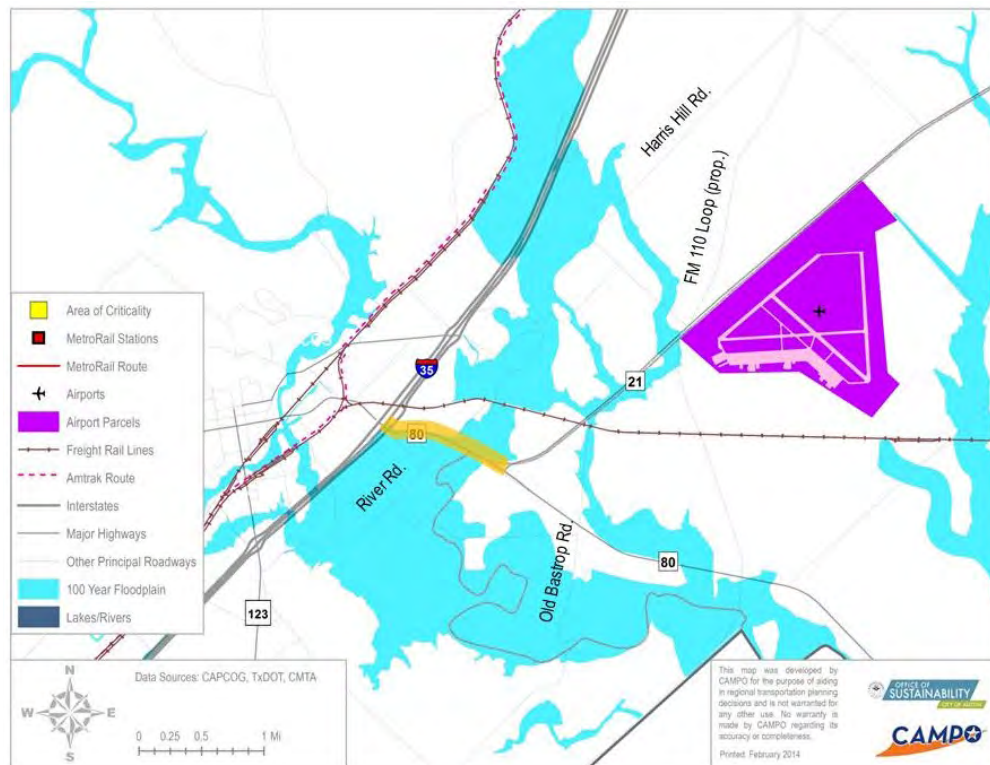 Harris Hill Rd.
FM 110 Loop (prop.)
35
21
80
River Rd.
Old Bastrop Rd.
80
123
Area of Criticality
MetroRail Stations
MetroRail Route
Airports
Airport Parcels
Freight Rail Lines
Amtrak Route
Interstates
Major Highways
Other Principal Roadways
100 Year Floodplain
Lakes/Rivers
N
W E
S
Data Sources: CAPCOG, TxDOT, CMTA
0 0.25 0.5 1 Mi
This map was developed by
CAMPO for the purpose of aiding
in regional transportation planning
decisions and is not warranted for
any other use. No warranty is
made by CAMPO regarding its
accuracy or completeness.
Printed: February 2014
OFFICE OF
SUSTAINABILITY
CITY OF AUSTIN
CAMPO